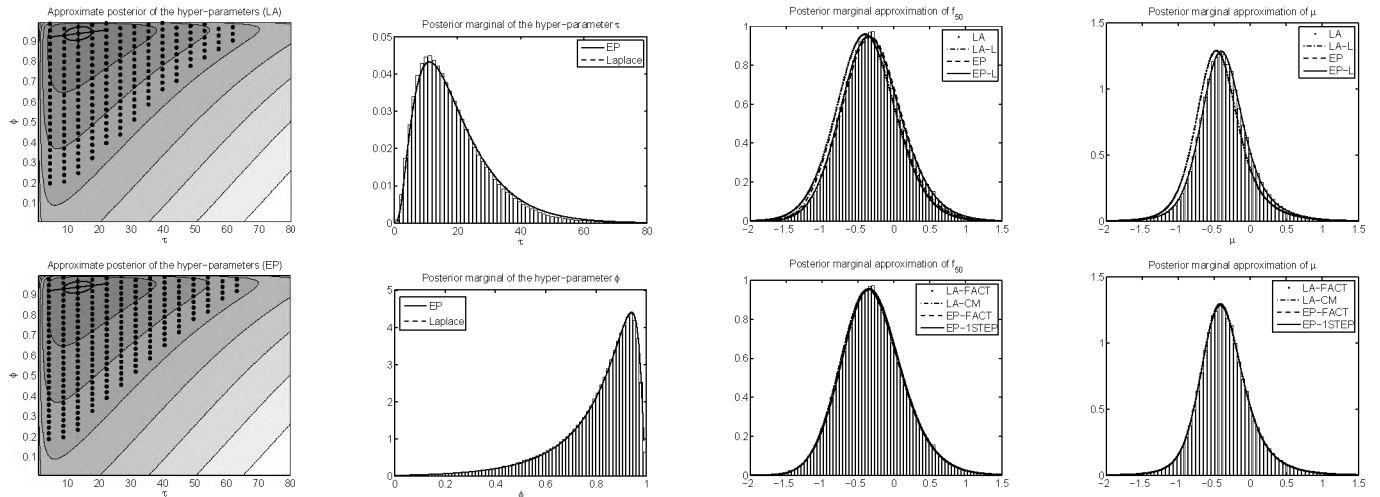 Approximate posterior of the hyper-parameters (LA)
0.9
0.8
0.7
0.6
0.5
0.4
0.3
0.2
0.1
ϕ
10 20 30 40 50 60 70 80
τ
Posterior marginal of the hyper-parameter τ
0.05
0.04
0.03
0.02
0.01
0
EP
Laplace
0 20 40 60 80
τ
Posterior marginal approximation of f50
1
0.8
0.6
0.4
0.2
0
LA
LA-L
EP
EP-L
−2 −1.5 −1 −0.5 0 0.5 1 1.5
Posterior marginal approximation of μ
1.5
1
0.5
0
LA
LA-L
EP
EP-L
−2 −1.5 −1 −0.5 0 0.5 1 1.5
μ
Approximate posterior of the hyper-parameters (EP)
0.9
0.8
0.7
0.6
0.5
0.4
0.3
0.2
0.1
ϕ
10 20 30 40 50 60 70 80
τ
Posterior marginal of the hyper-parameter ϕ
5
4
3
2
1
0
EP
Laplace
0 0.2 0.4 0.6 0.8 1
ϕ
Posterior marginal approximation of f50
1
0.8
0.6
0.4
0.2
0
LA-FACT
LA-CM
EP-FACT
EP-1STEP
−2 −1.5 −1 −0.5 0 0.5 1 1.5
Posterior marginal approximation of μ
1.5
1
0.5
0
LA-FACT
LA-CM
EP-FACT
EP-1STEP
−2 −1.5 −1 −0.5 0 0.5 1 1.5